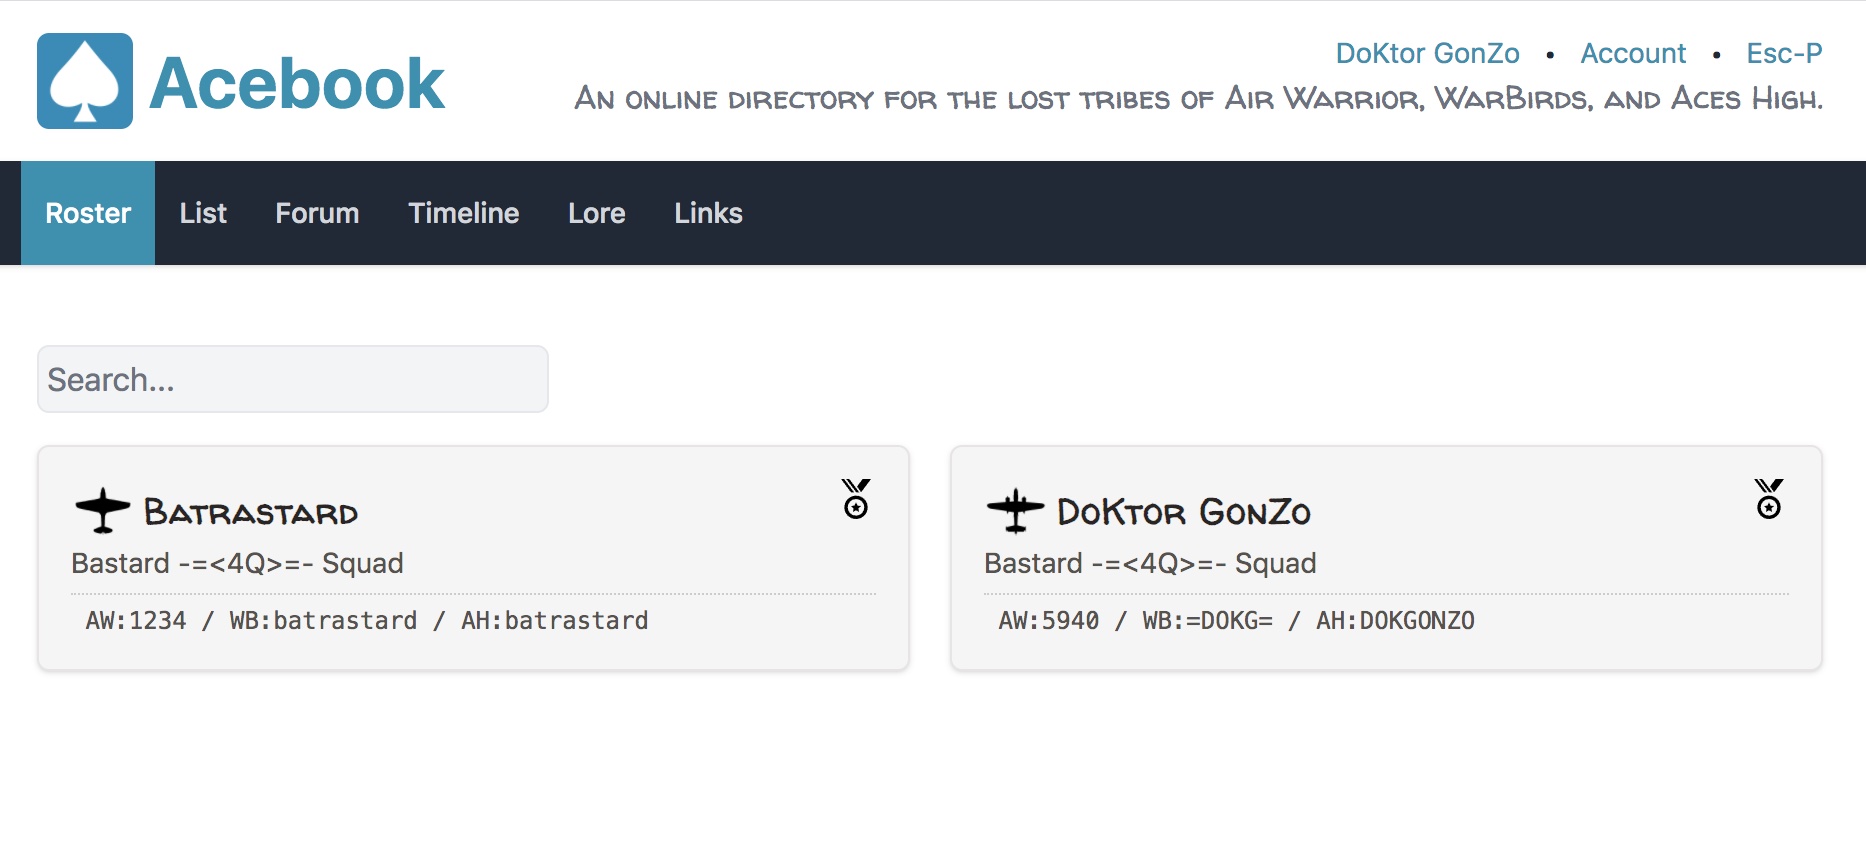 Acebook
DoKtor GonZo • Account • Esc-P
An online directory for the lost tribes of Air Warrior, WarBirds, and Aces High.
Roster List Forum Timeline Lore Links
Search...
Batrastard
Bastard -=<4Q>=- Squad
AW:1234 / WB:batrastard / AH:batrastard
DoKtor GonZo
Bastard -=<4Q>=- Squad
AW:5940 / WB:=DOKG= / AH:DOKGONZO